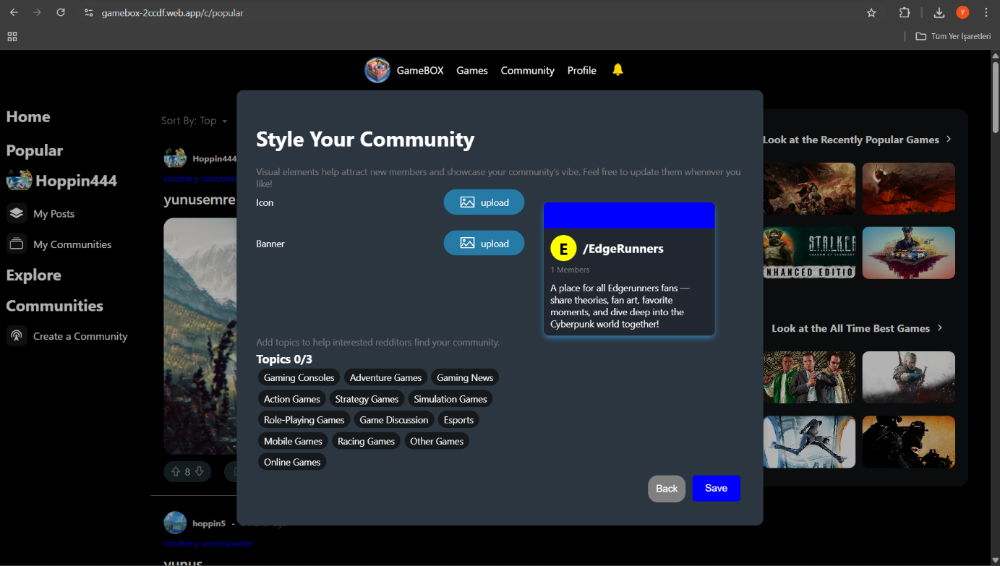 gamebox-2ccdf.web.app/c/popular
Y
Tüm Yer İşaretleri
GameBOX Games Community Profile
Home
Popular
Hoppin444
My Posts
My Communities
Explore
Communities
Create a Community
Sort By: Top
Hoppin444
c/naber y:unusssasa
yunusemre
8
hoppin5 -
c/naber y:unusssasadas
yunus
Style Your Community
Visual elements help attract new members and showcase your community's vibe. Feel free to update them whenever you
like!
Icon
upload
Banner
upload
E /EdgeRunners
1 Members
A place for all Edgerunners fans —
share theories, fan art, favorite
moments, and dive deep into the
Cyberpunk world together!
Add topics to help interested redditors find your community.
Topics 0/3
Gaming Consoles Adventure Games Gaming News
Action Games Strategy Games Simulation Games
Role-Playing Games Game Discussion Esports
Mobile Games Racing Games Other Games
Online Games
Back Save
Look at the Recently Popular Games
S.T.A.L.K.E.R.
SHADOW OF CHORNOBYL
ENHANCED EDITIO
Look at the All Time Best Games